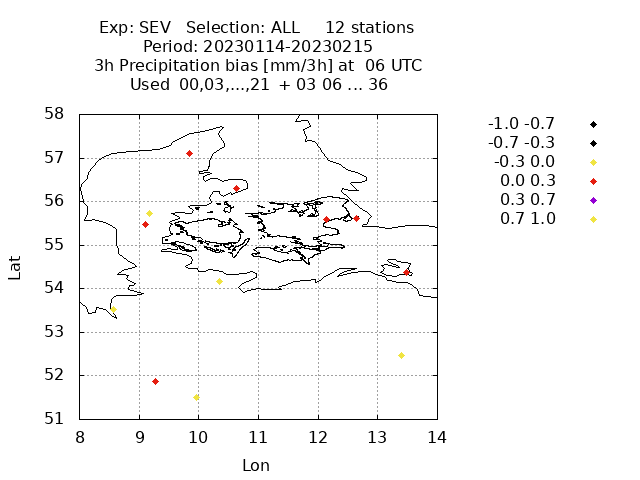 Exp: SEV   Selection: ALL     12 stations
Period: 20230114-20230215
3h Precipitation bias [mm/3h] at  06 UTC
Used  00,03,...,21  + 03 06 ... 36
-1.0 -0.7
-0.7 -0.3
-0.3 0.0
0.0 0.3
0.3 0.7
0.7 1.0
58
57
56
55
54
53
52
51
Lat
8 9 10 11 12 13 14
Lon